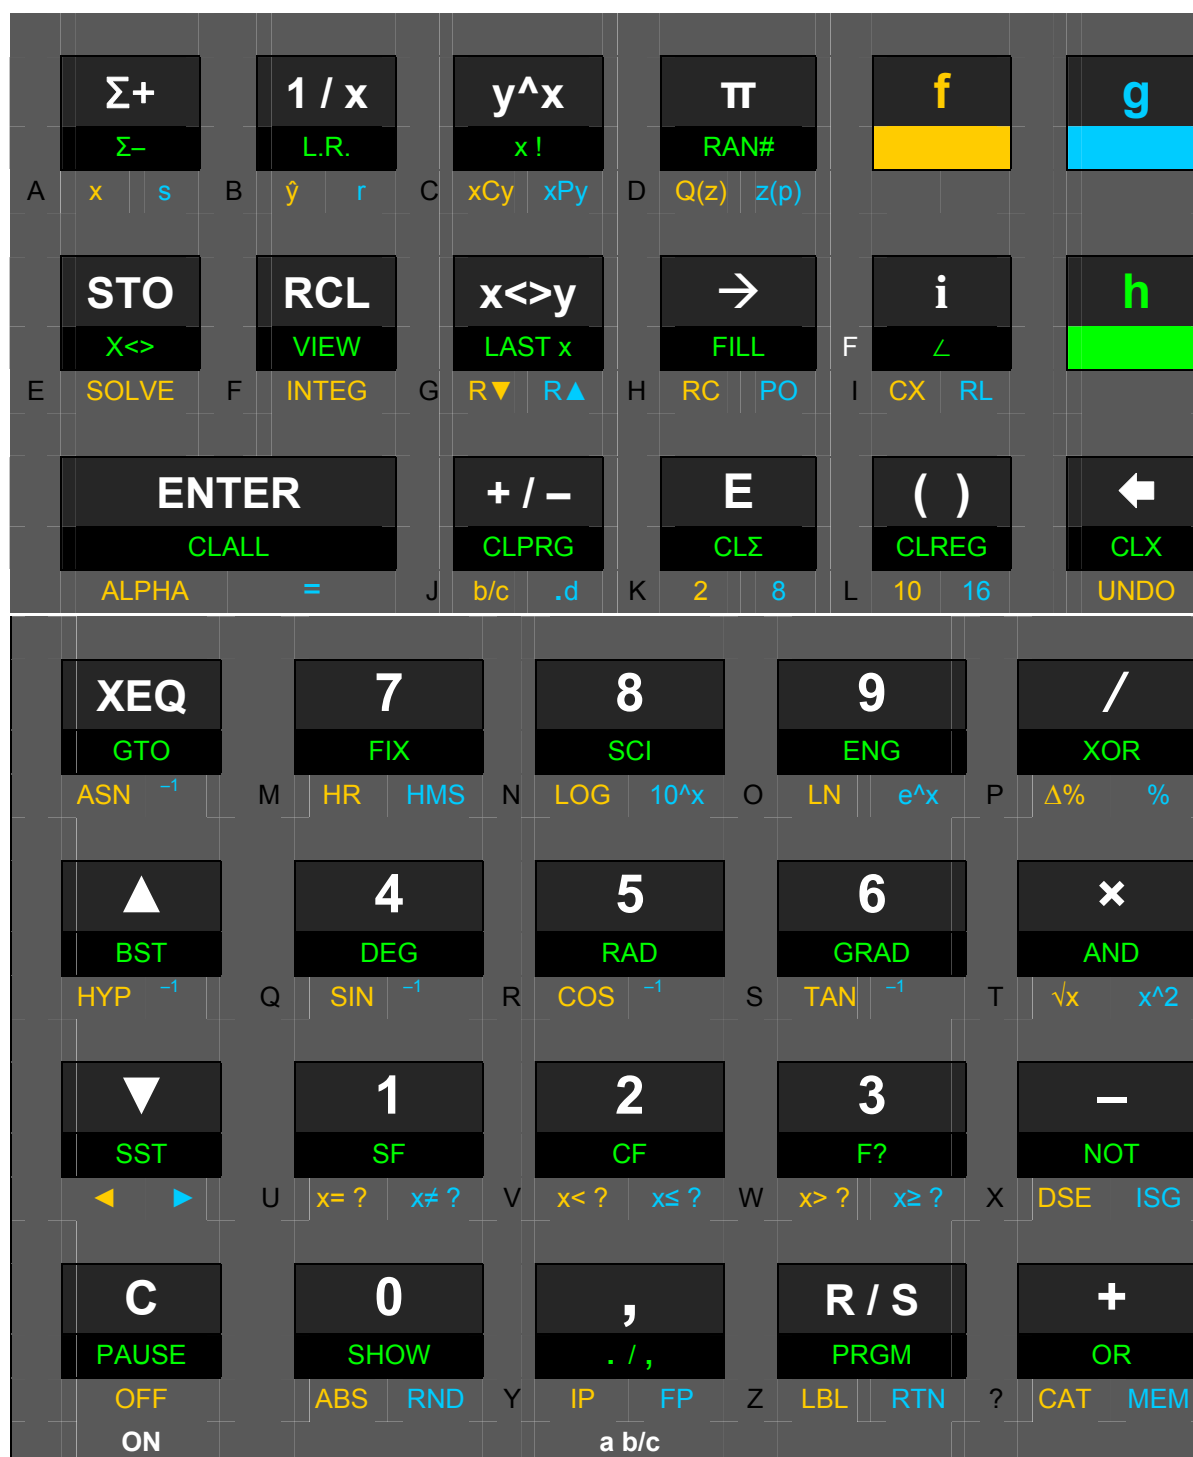 Σ+ 1 / x y^x π f g
Σ– L.R. x ! RAN#
A x s B ŷ r C xCy xPy D Q(z) z(p)
STO RCL x<>y → i h
X<> VIEW LAST x FILL F ∠
E SOLVE F INTEG G R▼ R▲ H RC PO I CX RL
ENTER + / – E ( ) 🡄
CLALL CLPRG CLΣ CLREG CLX
ALPHA = J b/c .d K 2 8 L 10 16 UNDO
XEQ 7 8 9 /
GTO FIX SCI ENG XOR
ASN –1 M HR HMS N LOG 10^x O LN e^x P Δ% %
▲ 4 5 6 ×
BST DEG RAD GRAD AND
HYP –1 Q SIN –1 R COS –1 S TAN –1 T √x x^2
▼ 1 2 3 –
SST SF CF F? NOT
◄ ► U x= ? x≠ ? V x< ? x≤ ? W x> ? x≥ ? X DSE ISG
C 0 , R / S +
PAUSE SHOW . / , PRGM OR
OFF ABS RND Y IP FP Z LBL RTN ? CAT MEM
ON a b/c